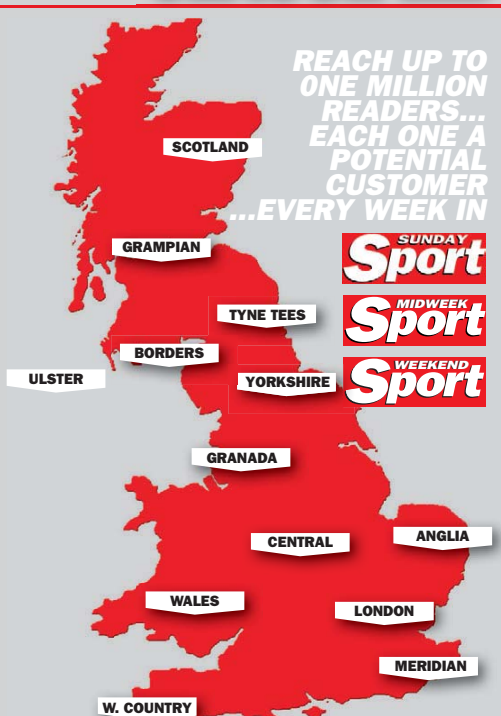 REACH UP TO
ONE MILLION
READERS...
EACH ONE A
POTENTIAL
CUSTOMER
...EVERY WEEK IN
SUNDAY
Sport
MIDWEEK
Sport
WEEKEND
Sport
SCOTLAND
GRAMPIAN
TYNE TEES
BORDERS
ULSTER
YORKSHIRE
GRANADA
CENTRAL
ANGLIA
WALES
LONDON
MERIDIAN
W. COUNTRY